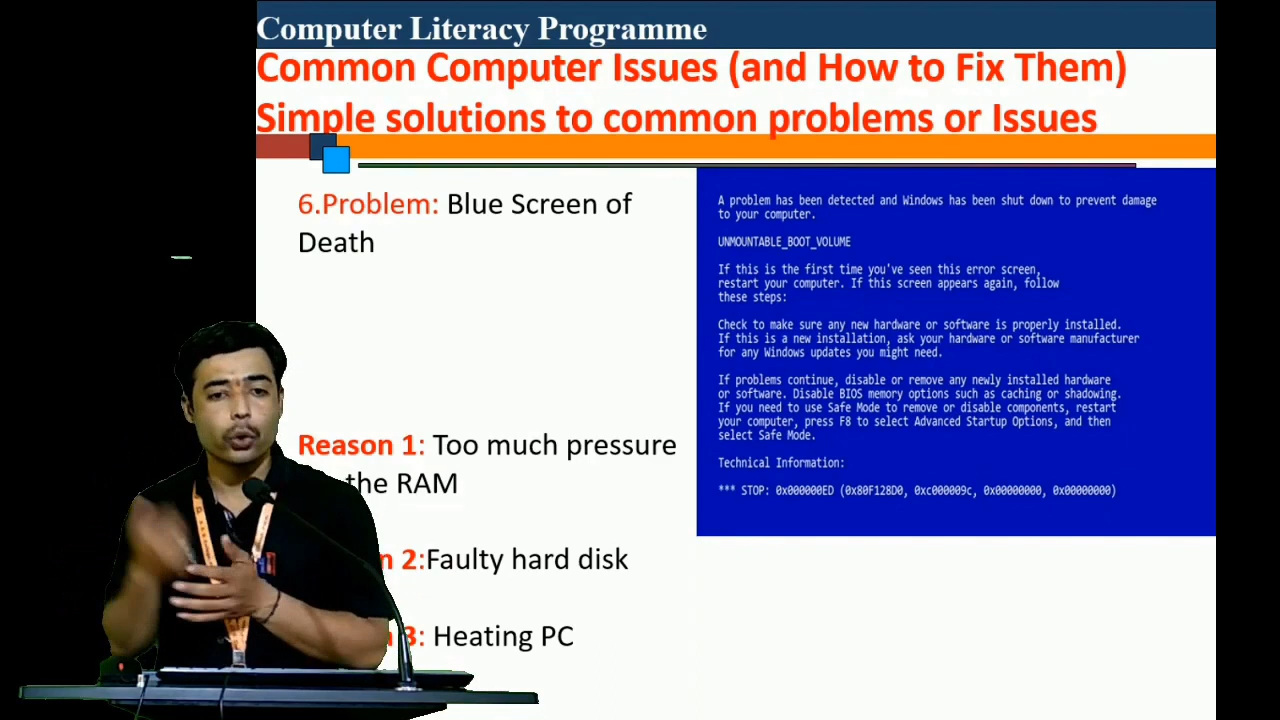 Computer Literacy Programme
Common Computer Issues (and How to Fix Them)
Simple solutions to common problems or Issues
6.Problem: Blue Screen of
Death
Reason 1: Too much pressure
the RAM
n 2:Faulty hard disk
3: Heating PC
A problem has been detected and Windows has been shut down to prevent damage
to your computer.
UNMOUNTABLE_BOOT_VOLUME
If this is the first time you've seen this error screen,
restart your computer. If this screen appears again, follow
these steps:
Check to make sure any new hardware or software is properly installed.
If this is a new installation, ask your hardware or software manufacturer
for any Windows updates you might need.
If problems continue, disable or remove any newly installed hardware
or software. Disable BIOS memory options such as caching or shadowing.
If you need to use Safe Mode to remove or disable components, restart
your computer, press F8 to select Advanced Startup Options, and then
select Safe Mode.
Technical Information:
*** STOP: 0x000000ED (0x80F128D0, 0xc000009c, 0x00000000, 0x00000000)